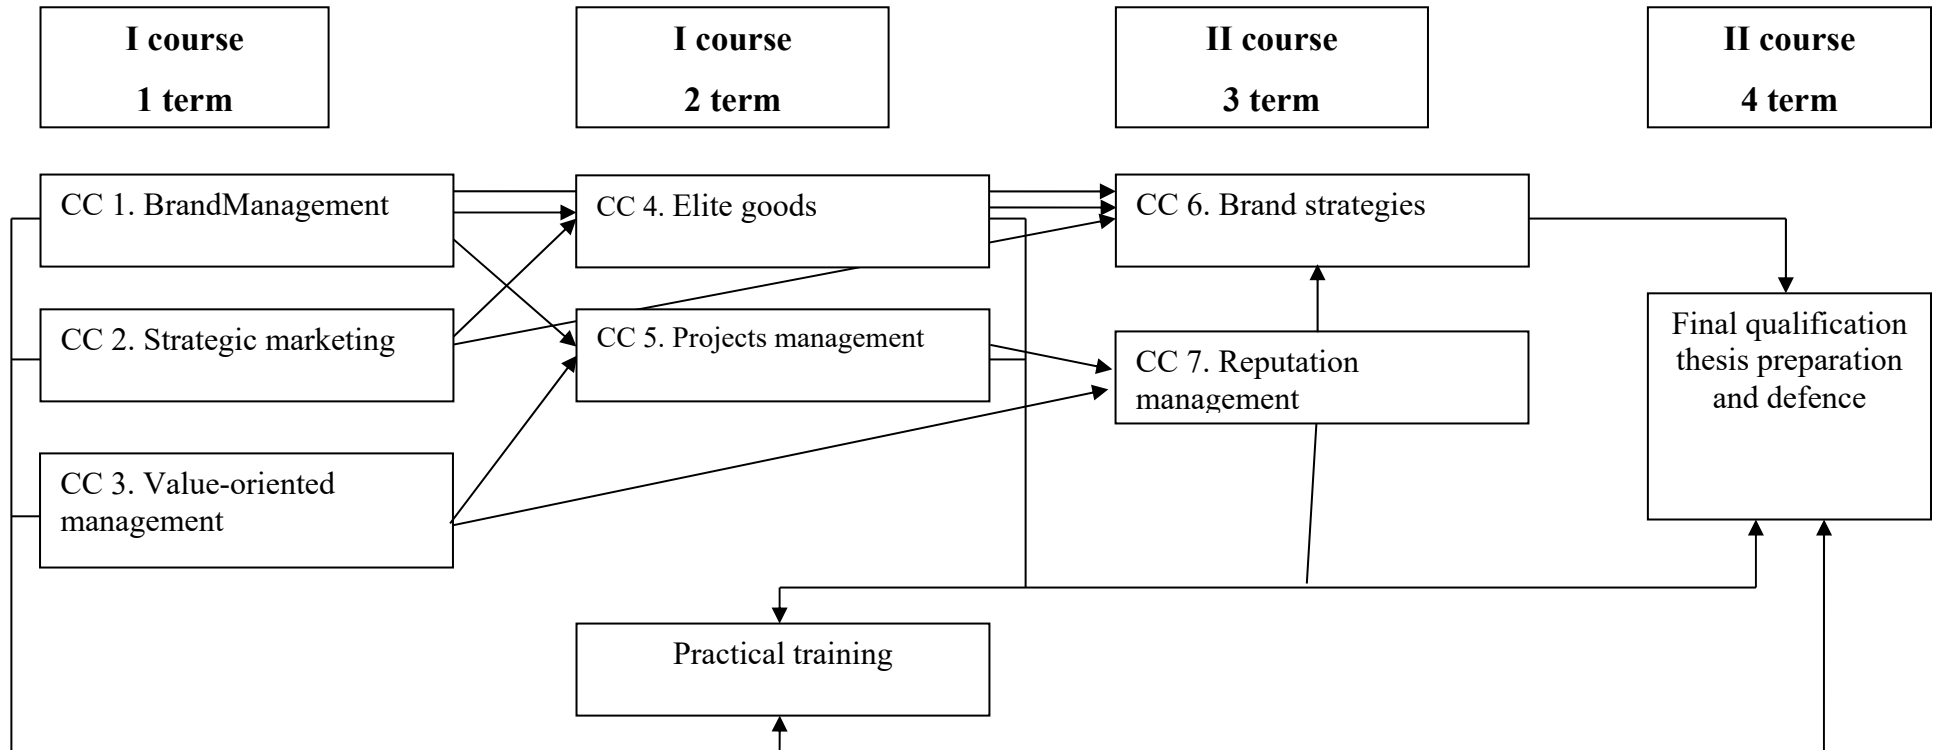 I course
1 term
I course
2 term
II course
3 term
II course
4 term
CC 1. BrandManagement
CC 4. Elite goods
CC 6. Brand strategies
CC 2. Strategic marketing
CC 5. Projects management
CC 7. Reputation
management
Final qualification
thesis preparation
and defence
CC 3. Value-oriented
management
Practical training